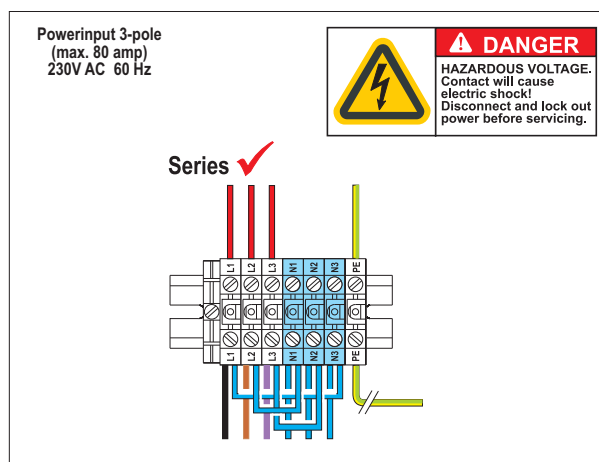 Powerinput 3-pole
(max. 80 amp)
230V AC 60 Hz
DANGER
HAZARDOUS VOLTAGE.
Contact will cause
electric shock!
Disconnect and lock out
power before servicing.
Series
L1 L2 L3 N1 N2 N3 PE
L1 L2 L3 N1 N2 N3 PE